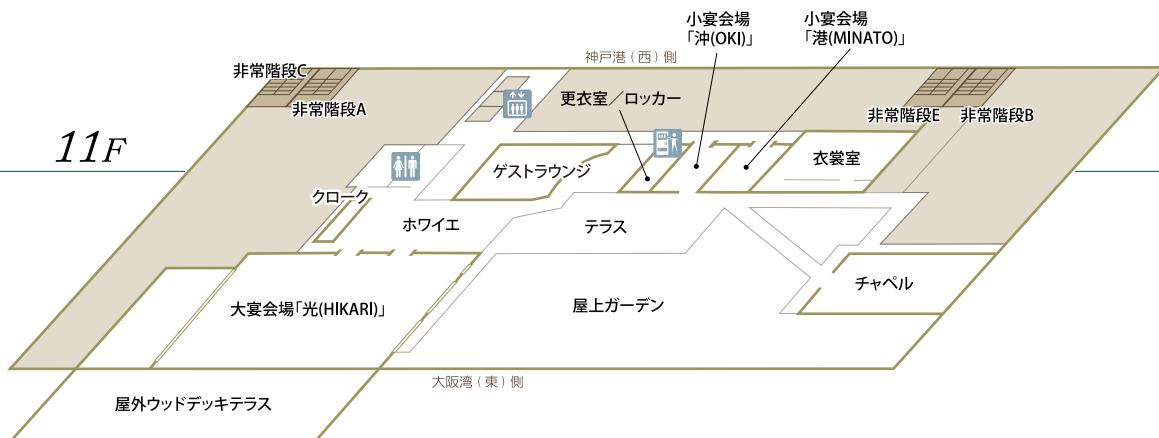 小宴会場
「沖(OKI)」
小宴会場
「港(MINATO)」
神戸港（西）側
非常階段C
非常階段A
更衣室／ロッカー
非常階段E
非常階段B
11F
ゲストラウンジ
衣裳室
クローク
ホワイエ
テラス
チャペル
大宴会場「光(HIKARI)」
屋上ガーデン
大阪湾（東）側
屋外ウッドデッキテラス